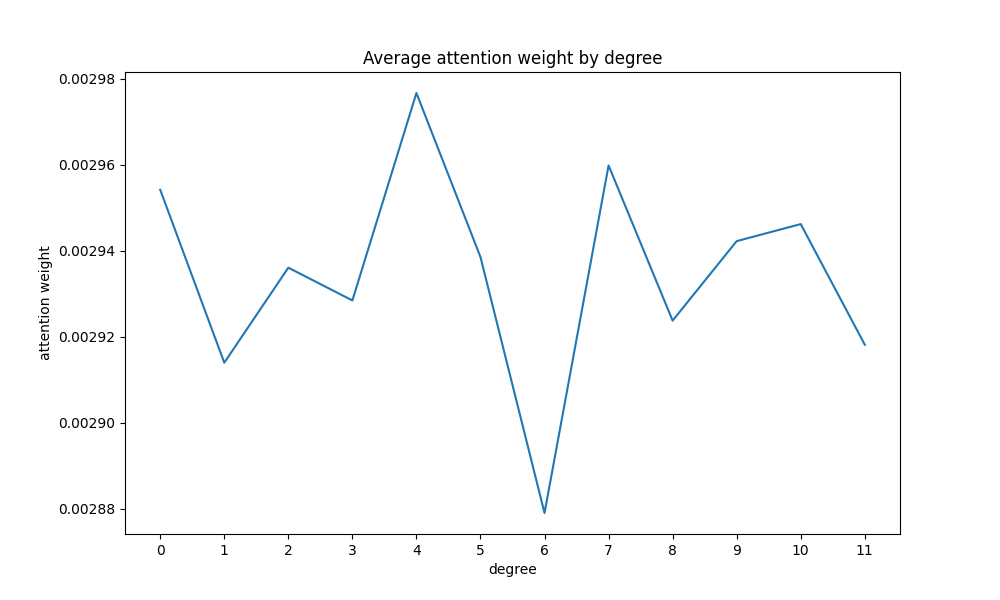 Average attention weight by degree
0.00298
0.00296
0.00294
0.00292
0.00290
0.00288
attention weight
0 1 2 3 4 5 6 7 8 9 10 11
degree